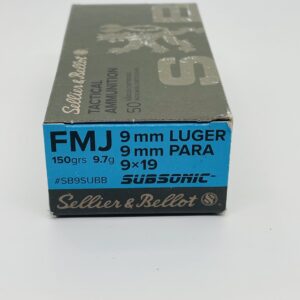 S B
Sellier & Bellot
TACTICAL
AMMUNITION
50
FMJ
150grs 9.7g
#SB9SUBB
9 mm LUGER
9 mm PARA
9×19
SUBSONIC
Sellier & Bellot
S B